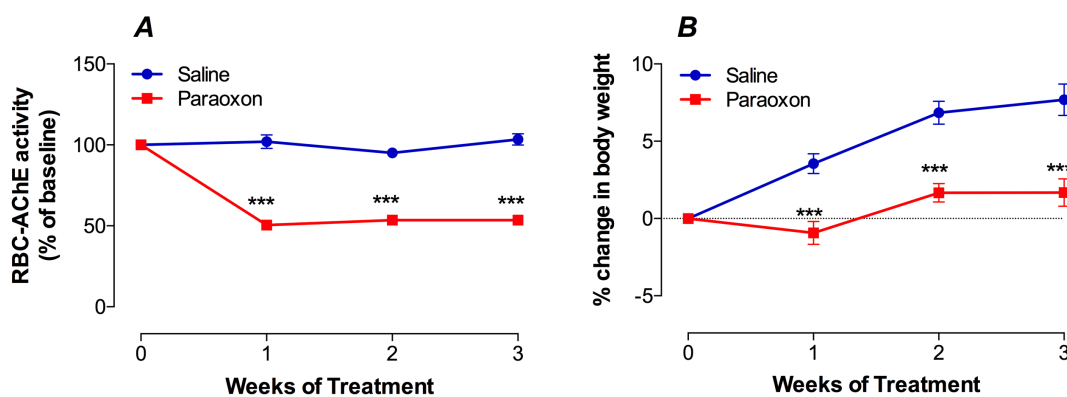 A
RBC-AChE activity
(% of baseline)
150
100
50
0
Saline
Paraoxon
***
***
***
0
1
2
3
Weeks of Treatment
B
% change in body weight
10
5
0
-5
Saline
Paraoxon
***
***
***
0
1
2
3
Weeks of Treatment